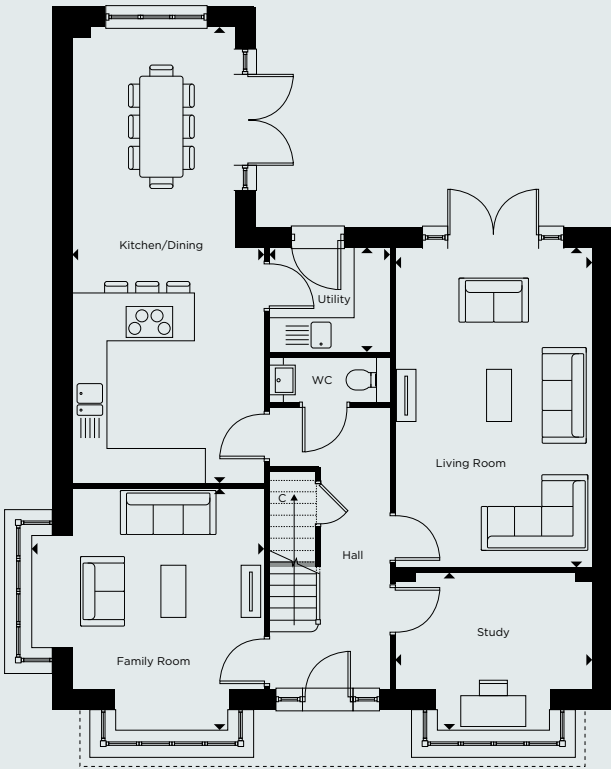 Kitchen/Dining
Utility
WC
Living Room
C
Hall
Study
Family Room